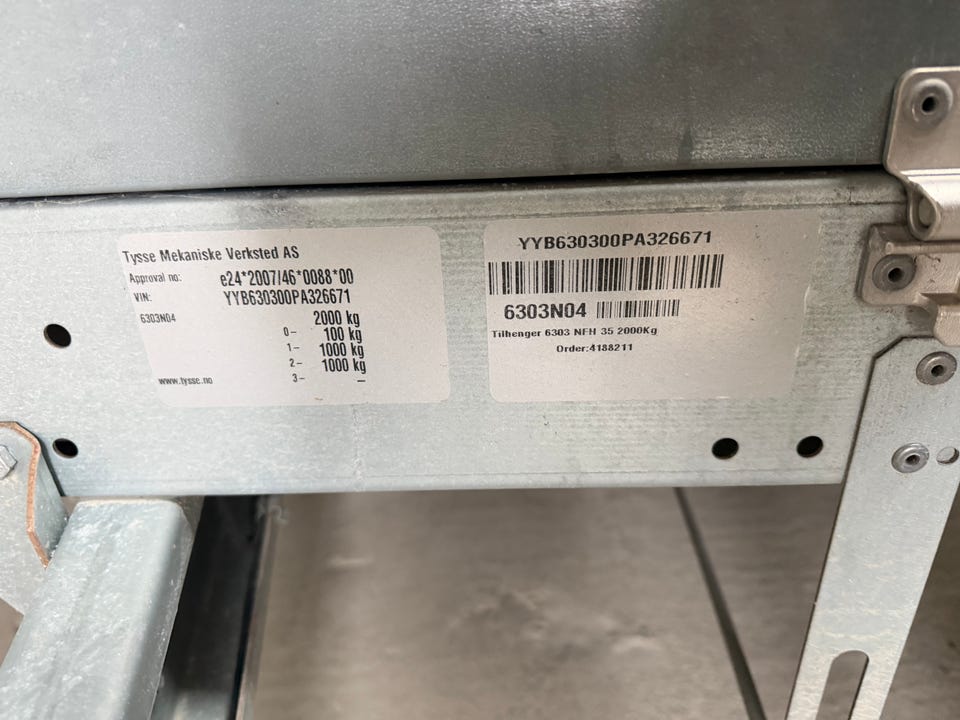 Tysse Mekaniske Verksted AS
Approval no: e24*2007/46*0088*00
VIN: YYB630300PA326671
6303N04 2000 kg
0- 100 kg
1- 1000 kg
2- 1000 kg
www.tysse.no 3- -
YYB630300PA326671
6303N04
Tilhenger 6303 NFH 35 2000Kg
Order:4188211